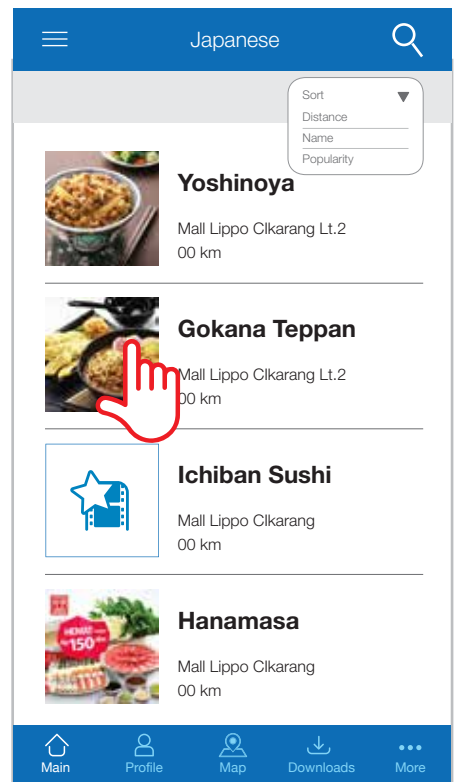 Japanese
Sort
Distance
Name
Popularity
Yoshinoya
Mall Lippo Clkarang Lt.2
00 km
Gokana Teppan
Mall Lippo Clkarang Lt.2
00 km
Ichiban Sushi
Mall Lippo Clkarang
00 km
Hanamasa
HEMAT
150
Mall Lippo Clkarang
00 km
Main
Profile
Map
Downloads
More